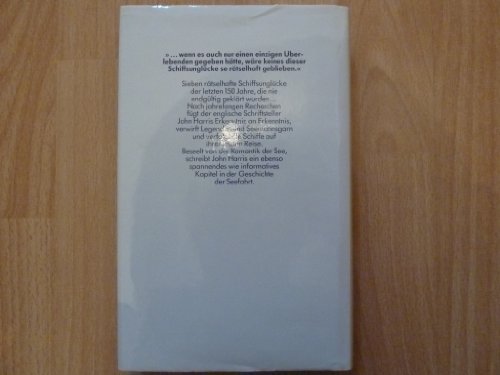 »... wenn es auch nur einen einzigen Über-
lebenden gegeben hätte, wäre keines dieser
Schiffsunglücke so rätselhaft geblieben.«
Sieben rätselhafte Schiffsunglücke
der letzten 150 Jahre, die nie
endgültig geklärt wurden...
Nach jahrelangen Recherchen
fügt der englische Schriftsteller
John Harris Erkenntnis an Erkenntnis,
verwirft Legenden und Seemannsgarn
und die Schiffe auf
Reise.
Beseelt von der Romantik der See,
schreibt John Harris ein ebenso
spannendes wie informatives
Kapitel in der Geschichte
der Seefahrt.